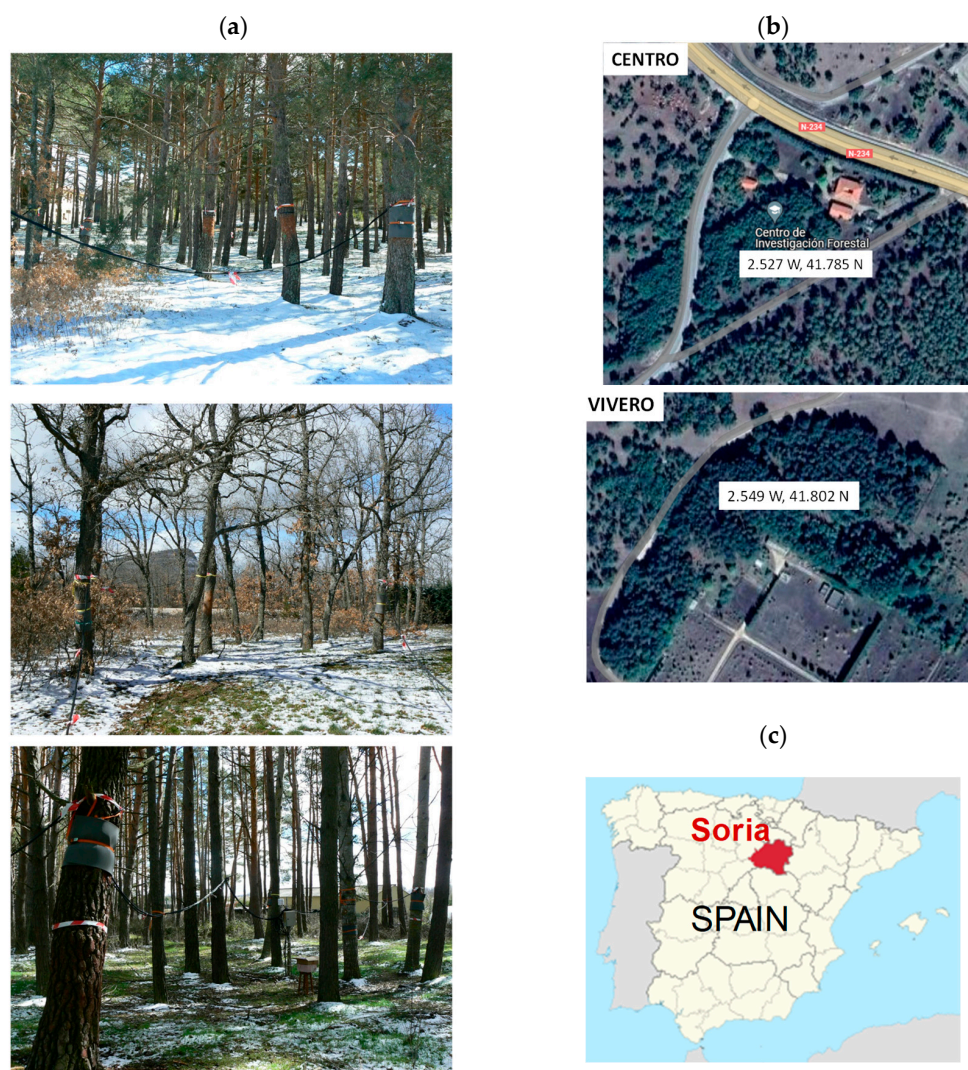 (a)
(b)
CENTRO
N-234
N-234
Centro de
Investigación Forestal
2.527 W, 41.785 N
VIVERO
2.549 W, 41.802 N
(c)
Soria
SPAIN